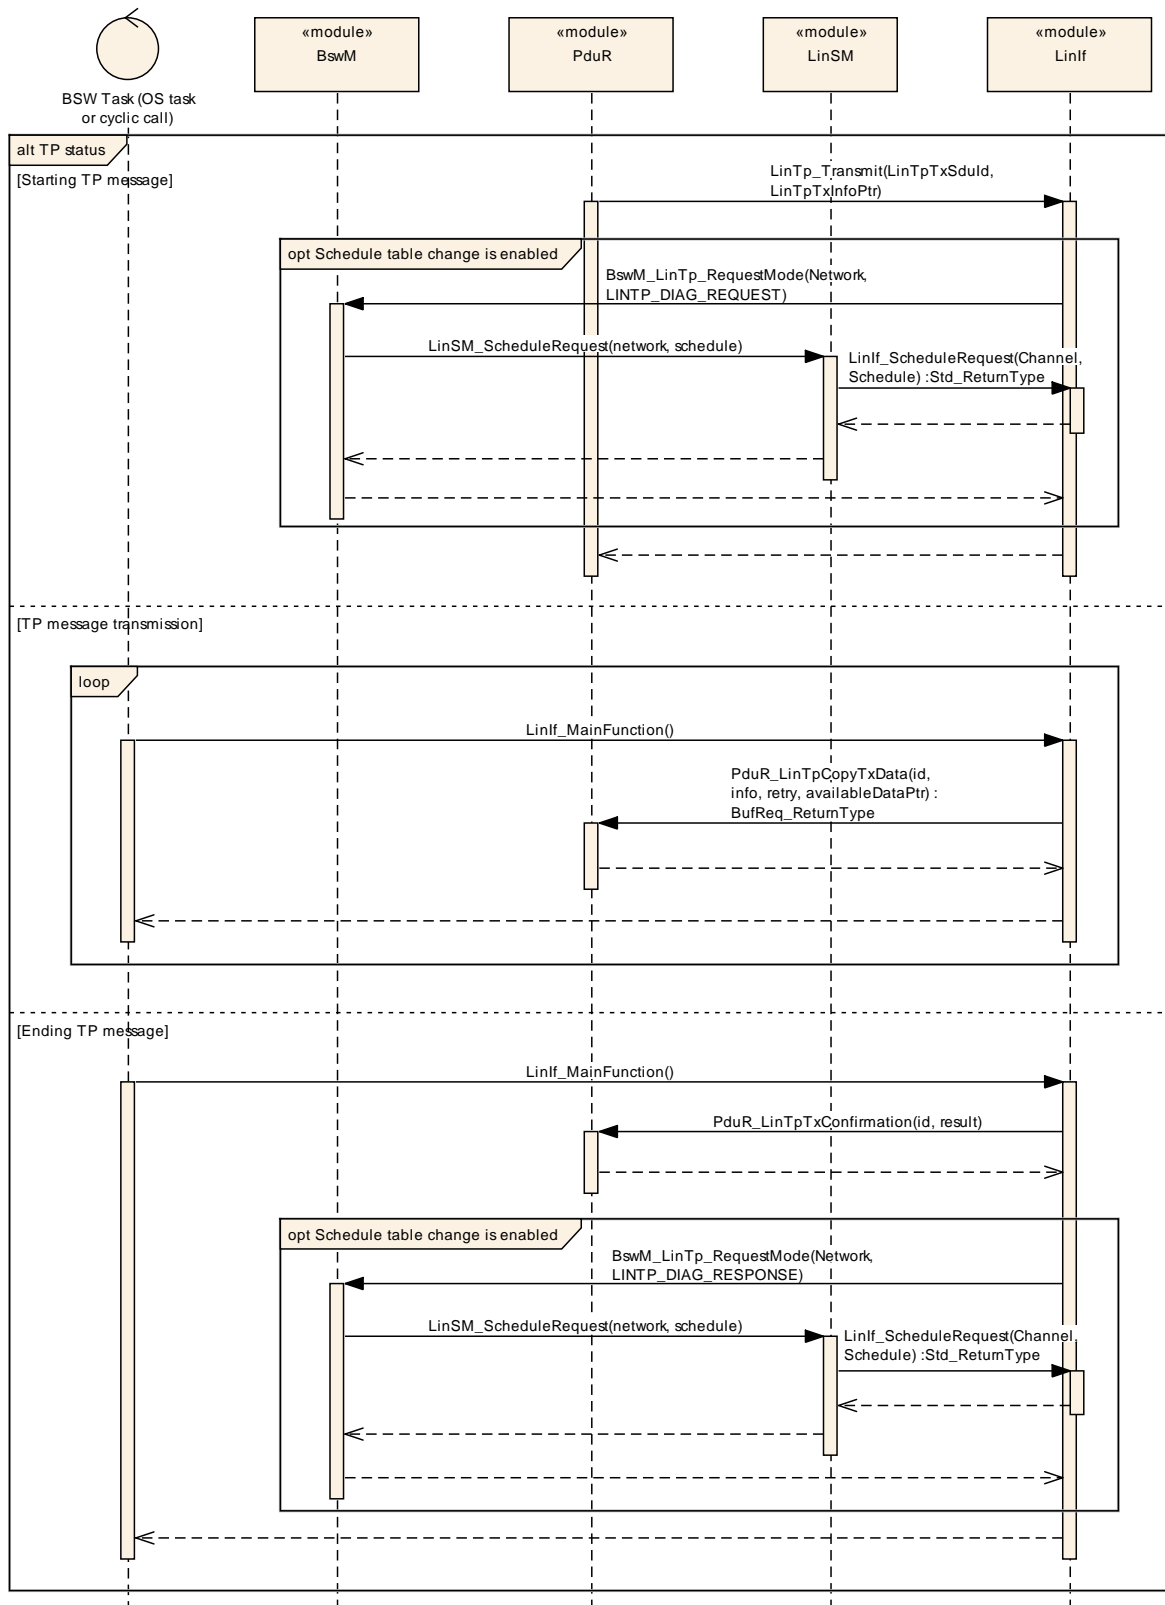 «module»
BswM
«module»
PduR
«module»
LinSM
«module»
LinIf
BSW Task (OS task
or cyclic call)
alt TP status
[Starting TP message]
LinTp_Transmit(LinTpTxSduId,
LinTpTxInfoPtr)
opt Schedule table change is enabled
BswM_LinTp_RequestMode(Network,
LINTP_DIAG_REQUEST)
LinSM_ScheduleRequest(network, schedule)
LinIf_ScheduleRequest(Channel,
Schedule) :Std_ReturnType
[TP message transmission]
loop
LinIf_MainFunction()
PduR_LinTpCopyTxData(id,
info, retry, availableDataPtr) :
BufReq_ReturnType
[Ending TP message]
LinIf_MainFunction()
PduR_LinTpTxConfirmation(id, result)
opt Schedule table change is enabled
BswM_LinTp_RequestMode(Network,
LINTP_DIAG_RESPONSE)
LinSM_ScheduleRequest(network, schedule)
LinIf_ScheduleRequest(Channel,
Schedule) :Std_ReturnType